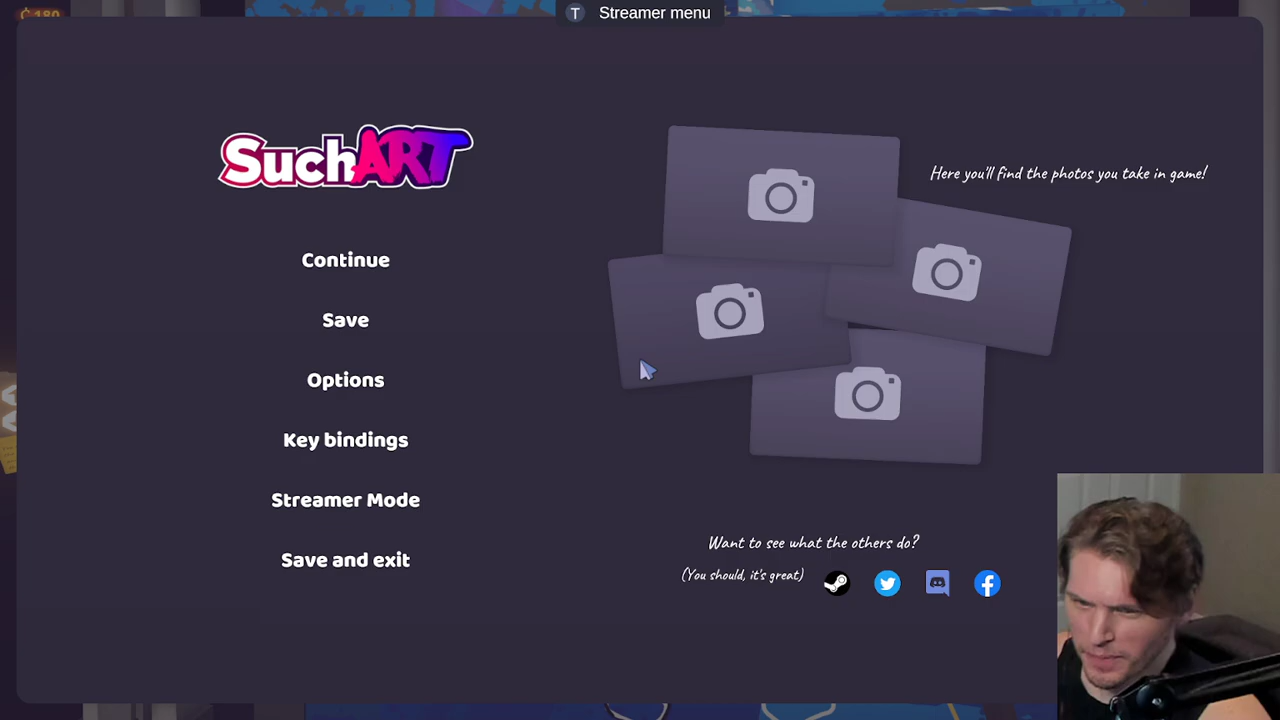 180
T Streamer menu
SuchART
Here you'll find the photos you take in game!
Continue
Save
Options
Key bindings
Streamer Mode
Save and exit
Want to see what the others do?
(You should, it's great)